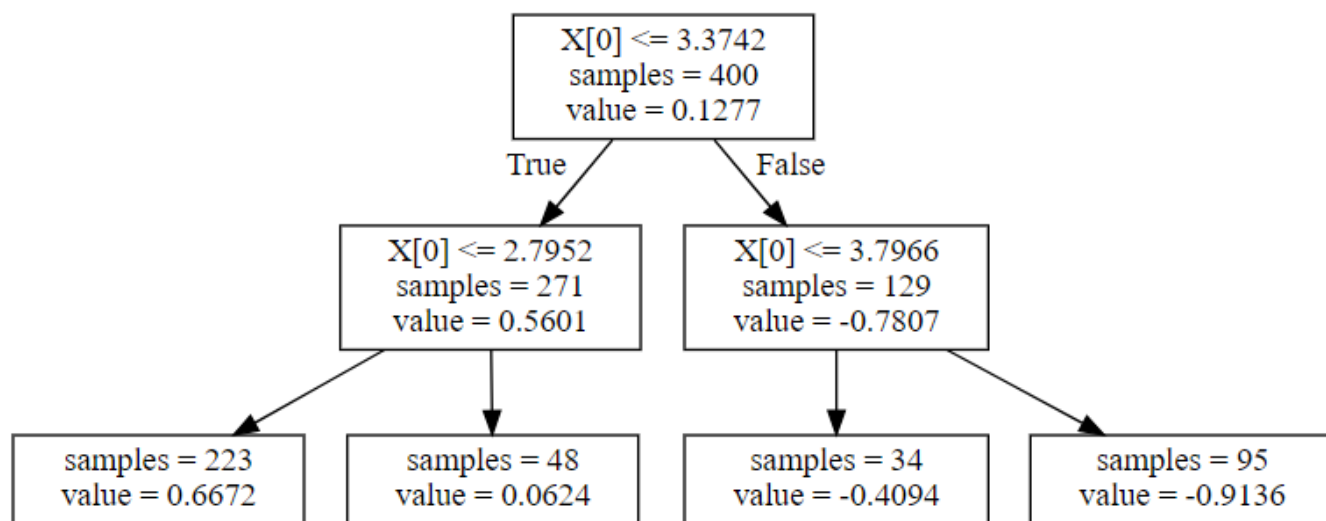 X[0] <= 3.3742
samples = 400
value = 0.1277
True
False
X[0] <= 2.7952
samples = 271
value = 0.5601
X[0] <= 3.7966
samples = 129
value = -0.7807
samples = 223
value = 0.6672
samples = 48
value = 0.0624
samples = 34
value = -0.4094
samples = 95
value = -0.9136